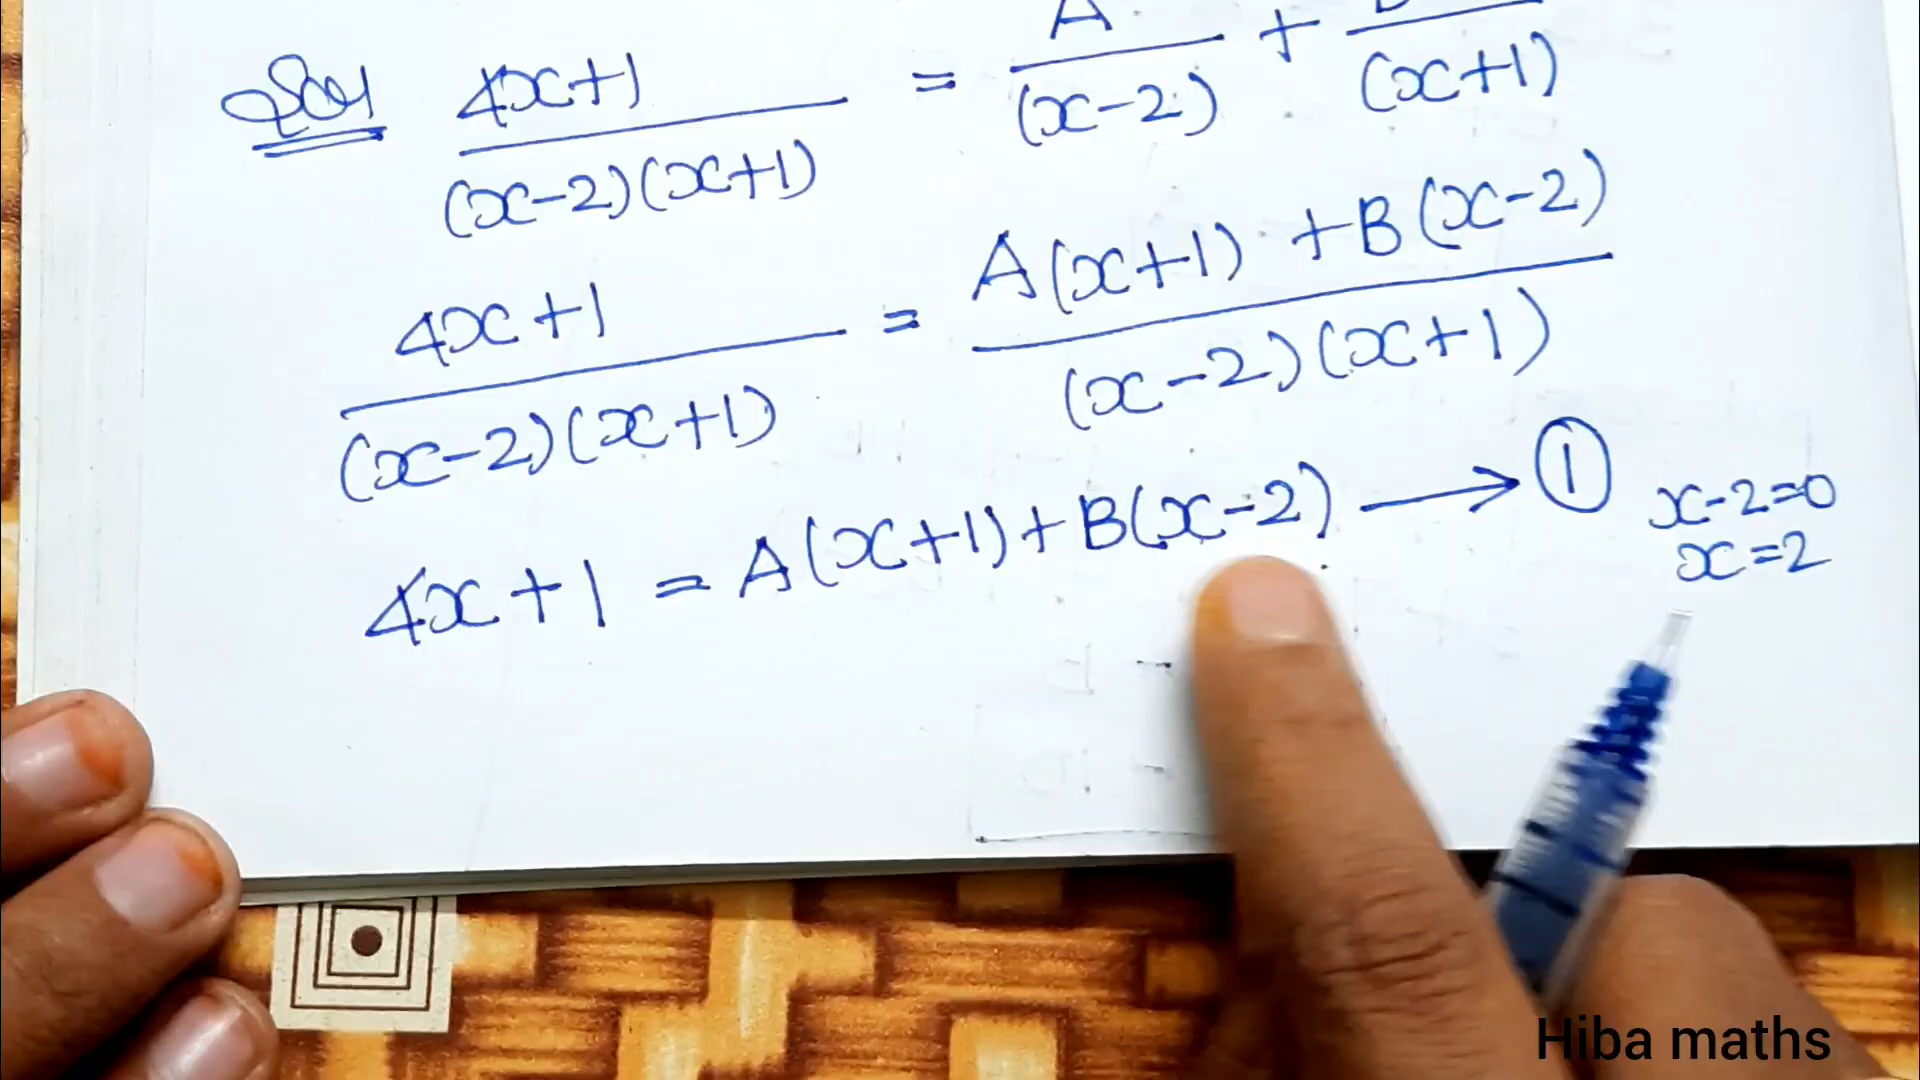 Sol 4x+1 / (x-2)(x+1) = A / (x-2) + B / (x+1)
4x+1 / (x-2)(x+1) = A(x+1) + B(x-2) / (x-2)(x+1)
4x+1 = A(x+1)+B(x-2) → ①
x-2=0
x=2
Hiba maths